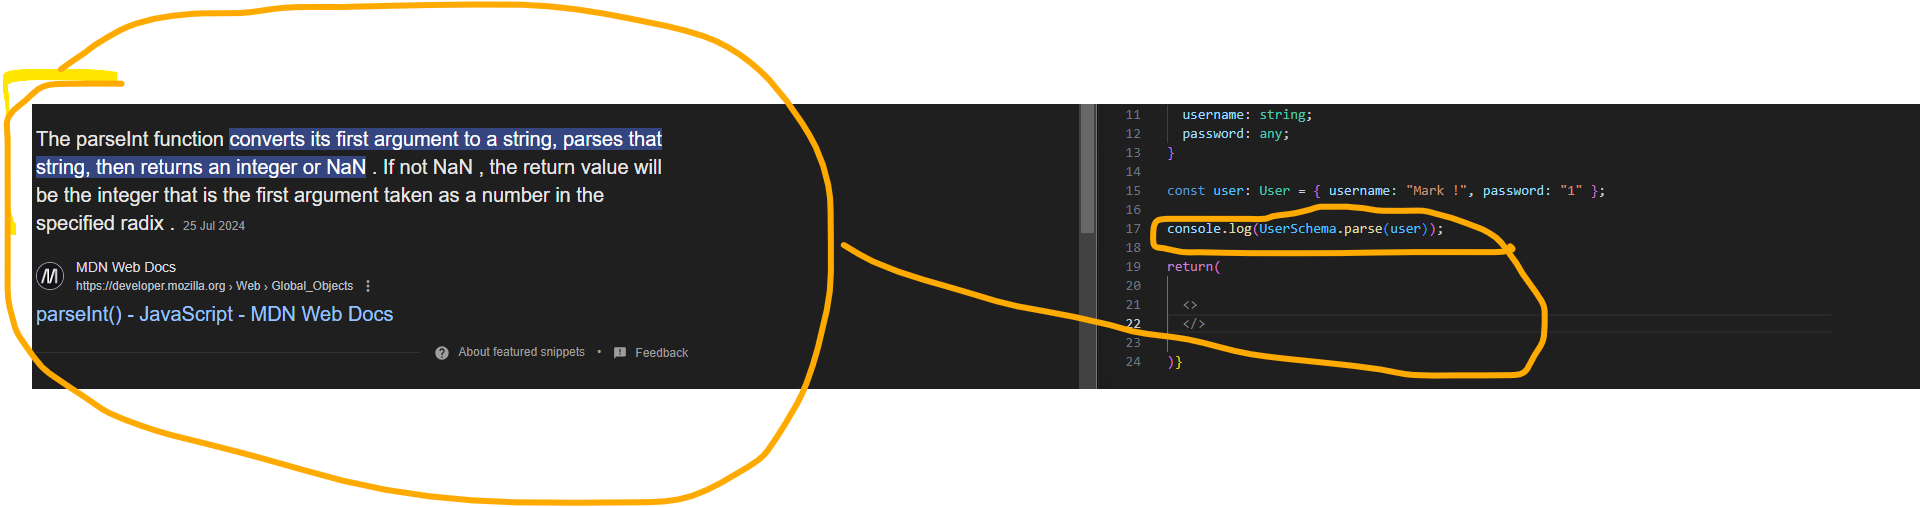 The parseInt function converts its first argument to a string, parses that
string, then returns an integer or NaN . If not NaN , the return value will
be the integer that is the first argument taken as a number in the
specified radix . 25 Jul 2024
MDN Web Docs
https://developer.mozilla.org › Web › Global_Objects
parseInt() - JavaScript - MDN Web Docs
About featured snippets • Feedback
11 username: string;
12 password: any;
13 }
14
15 const user: User = { username: "Mark !", password: "1" };
16
17 console.log(UserSchema.parse(user));
18
19 return(
20
21 <>
22 </>
23
24 )}